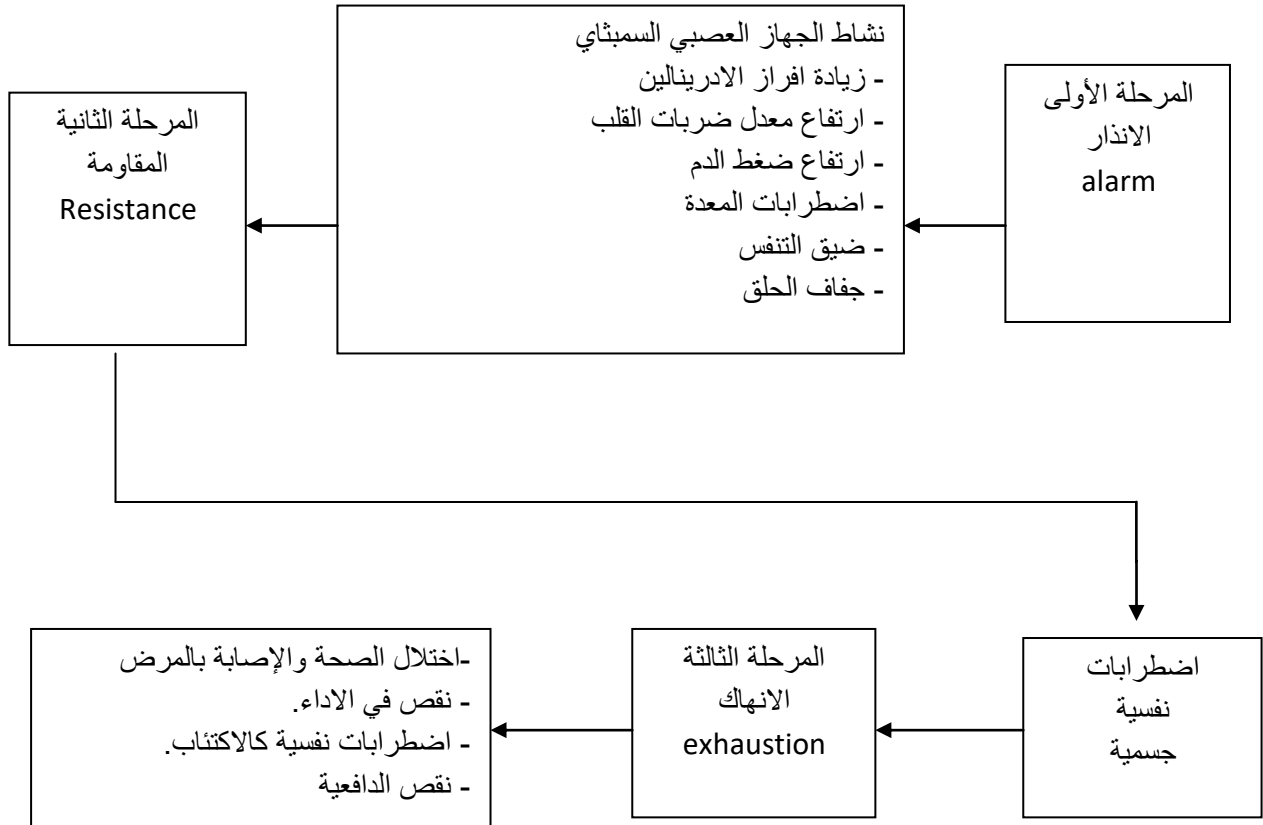 المرحلة الأولى
الانذار
alarm
نشاط الجهاز العصبي السمبثاي
- زيادة افراز الادرينالين
- ارتفاع معدل ضربات القلب
- ارتفاع ضغط الدم
- اضطرابات المعدة
- ضيق التنفس
- جفاف الحلق
المرحلة الثانية
المقاومة
Resistance
اضطرابات
نفسية
جسمية
المرحلة الثالثة
الانهاك
exhaustion
-اختلال الصحة والإصابة بالمرض
- نقص في الاداء.
- اضطرابات نفسية كالاكتئاب.
- نقص الدافعية